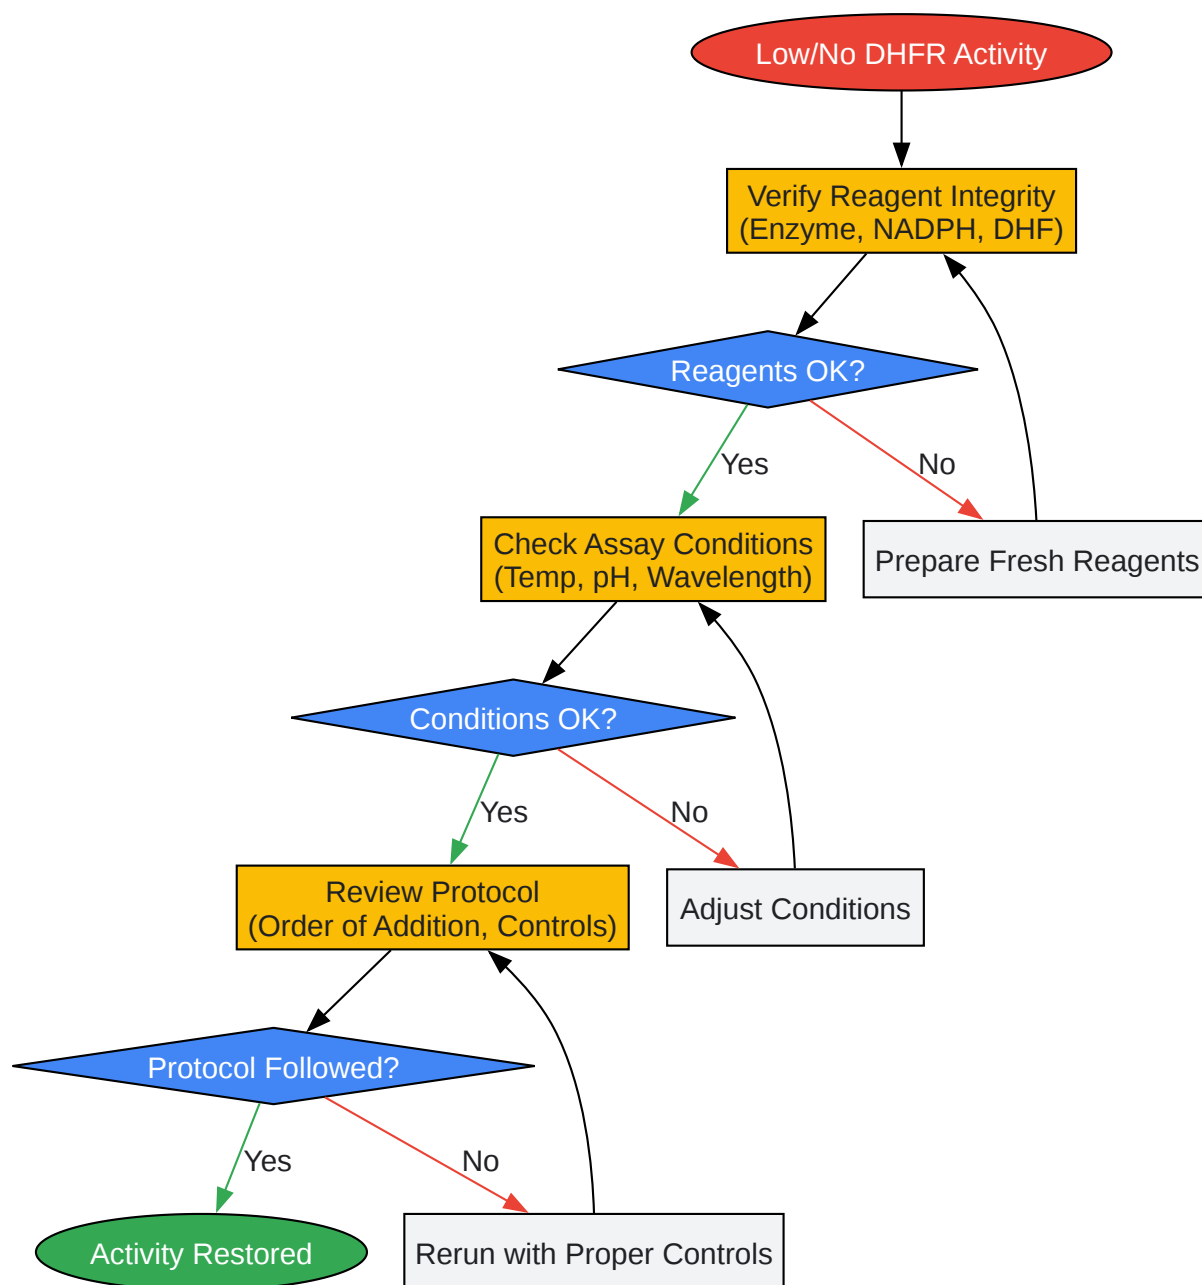 Low/No DHFR Activity
Verify Reagent Integrity
(Enzyme, NADPH, DHF)
Reagents OK?
Yes
No
Check Assay Conditions
(Temp, pH, Wavelength)
Prepare Fresh Reagents
Conditions OK?
Yes
No
Review Protocol
(Order of Addition, Controls)
Adjust Conditions
Protocol Followed?
Yes
No
Activity Restored
Rerun with Proper Controls